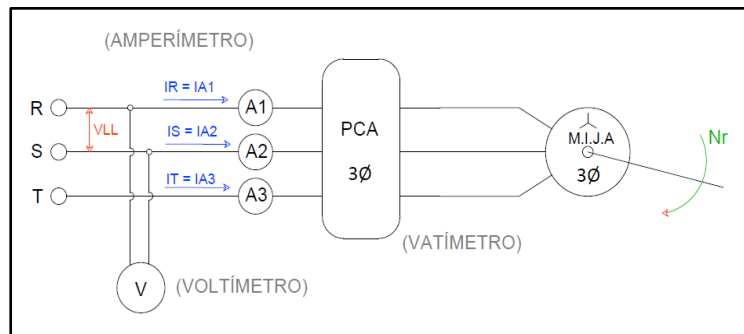 (AMPERÍMETRO)
R
IR = IA1
A1
VLL
S
IS = IA2
A2
T
IT = IA3
A3
PCA
3Ø
M.I.J.A
3Ø
Nr
(VATÍMETRO)
V
(VOLTÍMETRO)